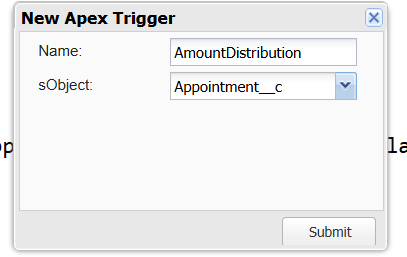 New Apex Trigger
Name: AmountDistribution
sObject: Appointment__c
Submit